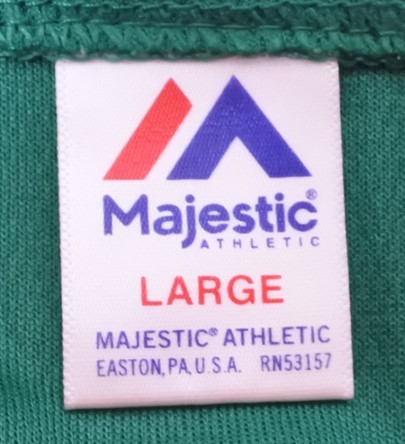 Majestic®
ATHLETIC
LARGE
MAJESTIC® ATHLETIC
EASTON, PA, U.S.A. RN53157